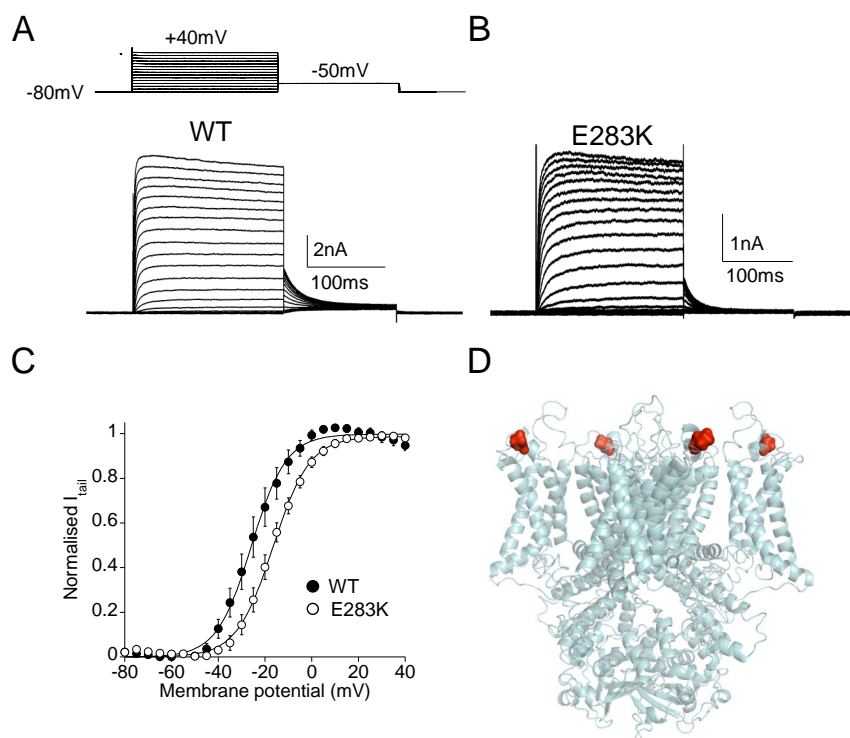 A
+40mV
-50mV
-80mV
WT
2nA
100ms
B
E283K
1nA
100ms
C
Normalised I_tail
1
0.8
0.6
0.4
0.2
0
-80 -60 -40 -20 0 20 40
Membrane potential (mV)
WT
E283K
D